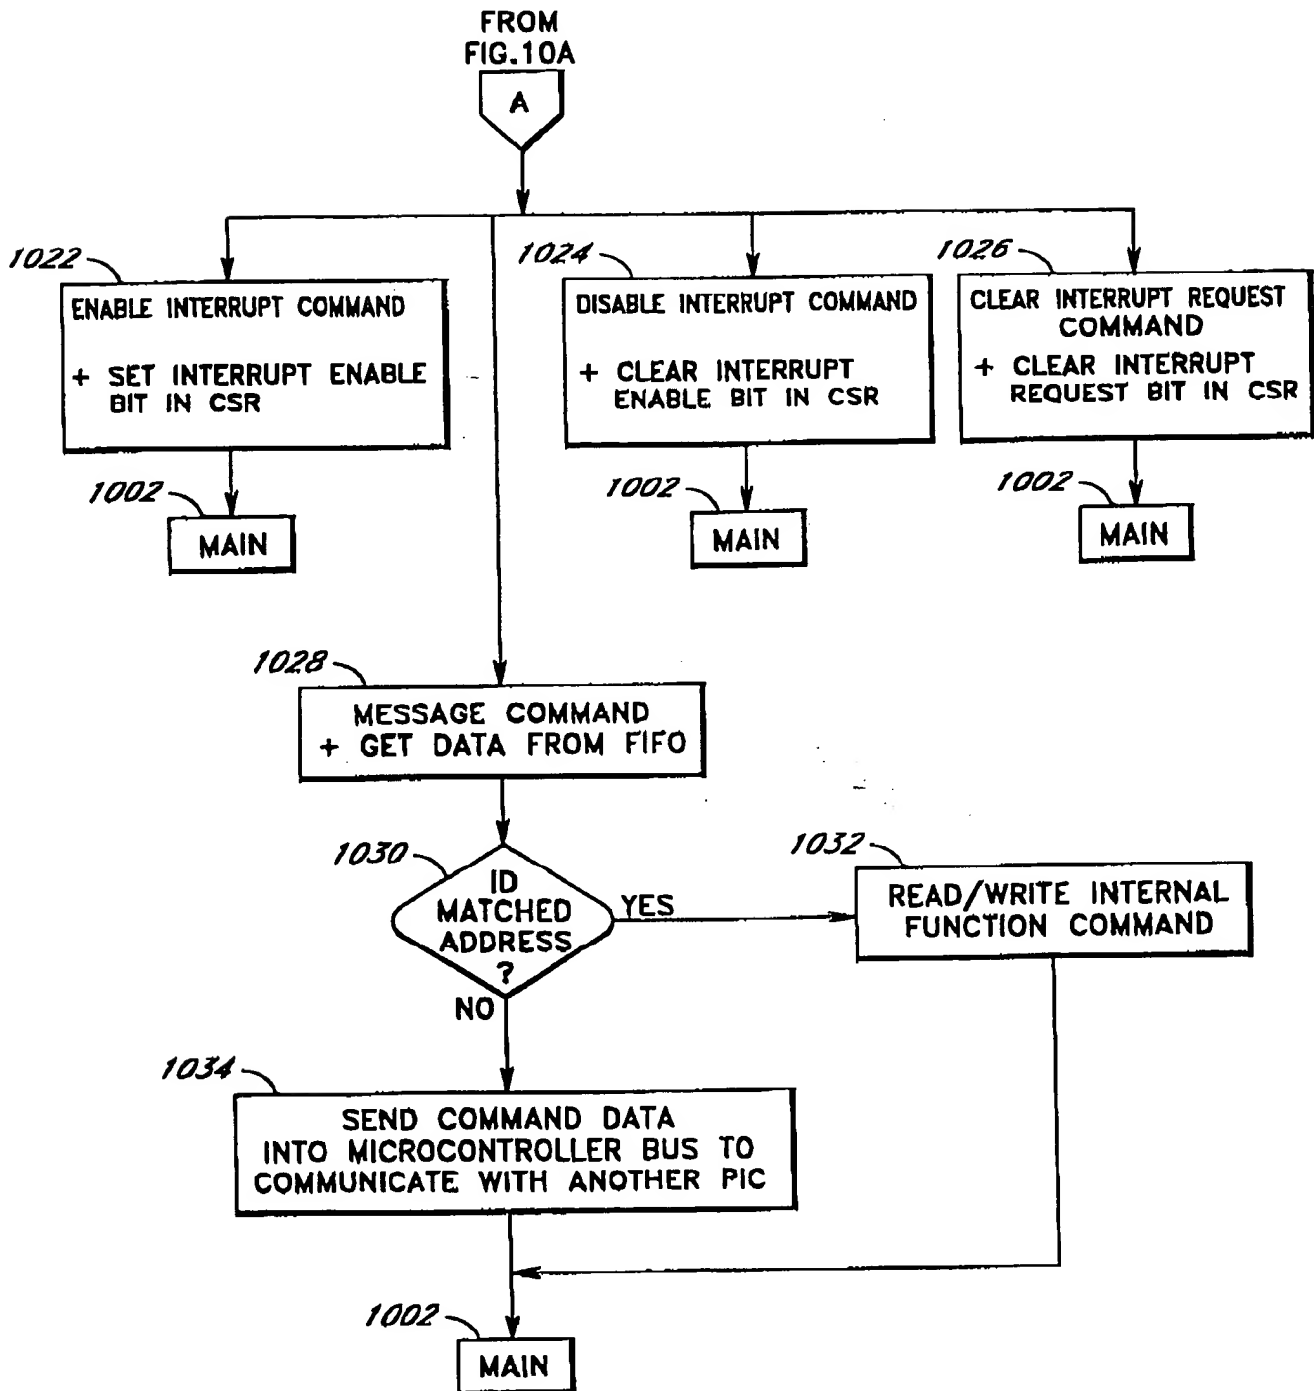 FROM
FIG.10A
A
1022
ENABLE INTERRUPT COMMAND
+ SET INTERRUPT ENABLE
BIT IN CSR
1002
MAIN
1024
DISABLE INTERRUPT COMMAND
+ CLEAR INTERRUPT
ENABLE BIT IN CSR
1002
MAIN
1026
CLEAR INTERRUPT REQUEST
COMMAND
+ CLEAR INTERRUPT
REQUEST BIT IN CSR
1002
MAIN
1028
MESSAGE COMMAND
+ GET DATA FROM FIFO
1030
ID
MATCHED
ADDRESS
?
YES
NO
1032
READ/WRITE INTERNAL
FUNCTION COMMAND
1034
SEND COMMAND DATA
INTO MICROCONTROLLER BUS TO
COMMUNICATE WITH ANOTHER PIC
1002
MAIN